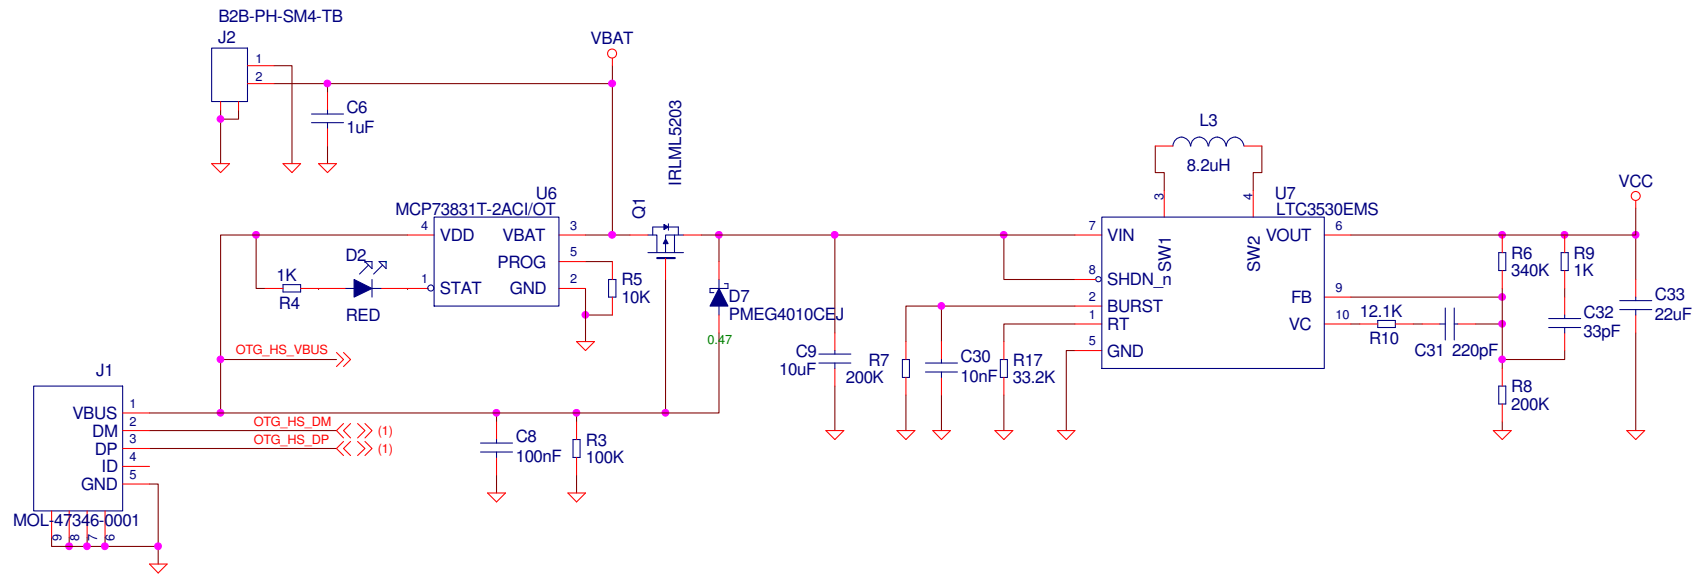 B2B-PH-SM4-TB
J2
1
2
C6
1uF
VBAT
IRLML5203
Q1
U6
MCP73831T-2ACI/OT
4
VDD
VBAT
3
PROG
5
1
STAT
GND
2
D2
1K
R4
RED
R5
10K
OTG_HS_VBUS
J1
VBUS
1
DM
2
OTG_HS_DM
(1)
DP
3
OTG_HS_DP
(1)
ID
4
GND
5
MOL-47346-0001
9
8
7
6
C8
100nF
R3
100K
D7
PMEG4010CEJ
0.47
C9
10uF
R7
200K
C30
10nF
R17
33.2K
L3
8.2uH
3
4
U7
LTC3530EMS
7
VIN
SW1
SW2
VOUT
6
8
SHDN_n
2
BURST
1
RT
5
GND
FB
9
VC
10
12.1K
R10
C31
220pF
R6
340K
R9
1K
C32
33pF
R8
200K
VCC
C33
22uF